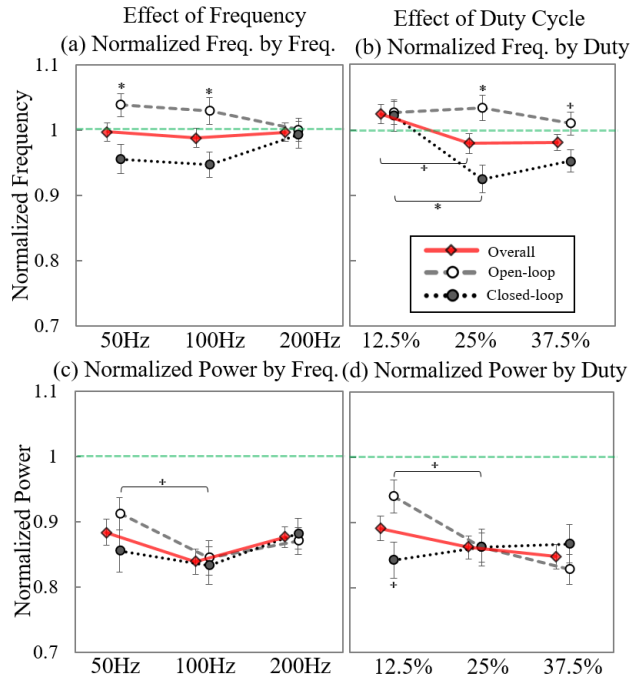 Effect of Frequency
Effect of Duty Cycle
(a) Normalized Freq. by Freq.
(b) Normalized Freq. by Duty
Normalized Frequency
1.1
1
0.9
0.8
0.7
*
*
*
+
+
*
Overall
Open-loop
Closed-loop
50Hz
100Hz
200Hz
12.5%
25%
37.5%
(c) Normalized Power by Freq.
(d) Normalized Power by Duty
Normalized Power
1.1
1
0.9
0.8
0.7
+
+
+
50Hz
100Hz
200Hz
12.5%
25%
37.5%